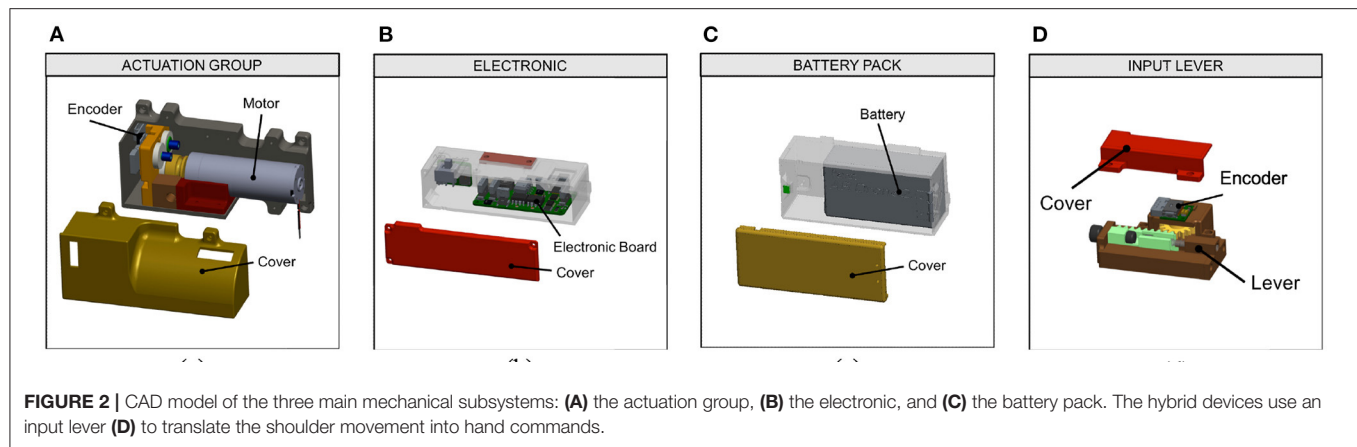 A
B
C
D
ACTUATION GROUP
ELECTRONIC
BATTERY PACK
INPUT LEVER
Encoder
Motor
Cover
Electronic Board
Cover
Battery
Cover
Cover
Encoder
Lever
FIGURE 2 | CAD model of the three main mechanical subsystems: (A) the actuation group, (B) the electronic, and (C) the battery pack. The hybrid devices use an
input lever (D) to translate the shoulder movement into hand commands.